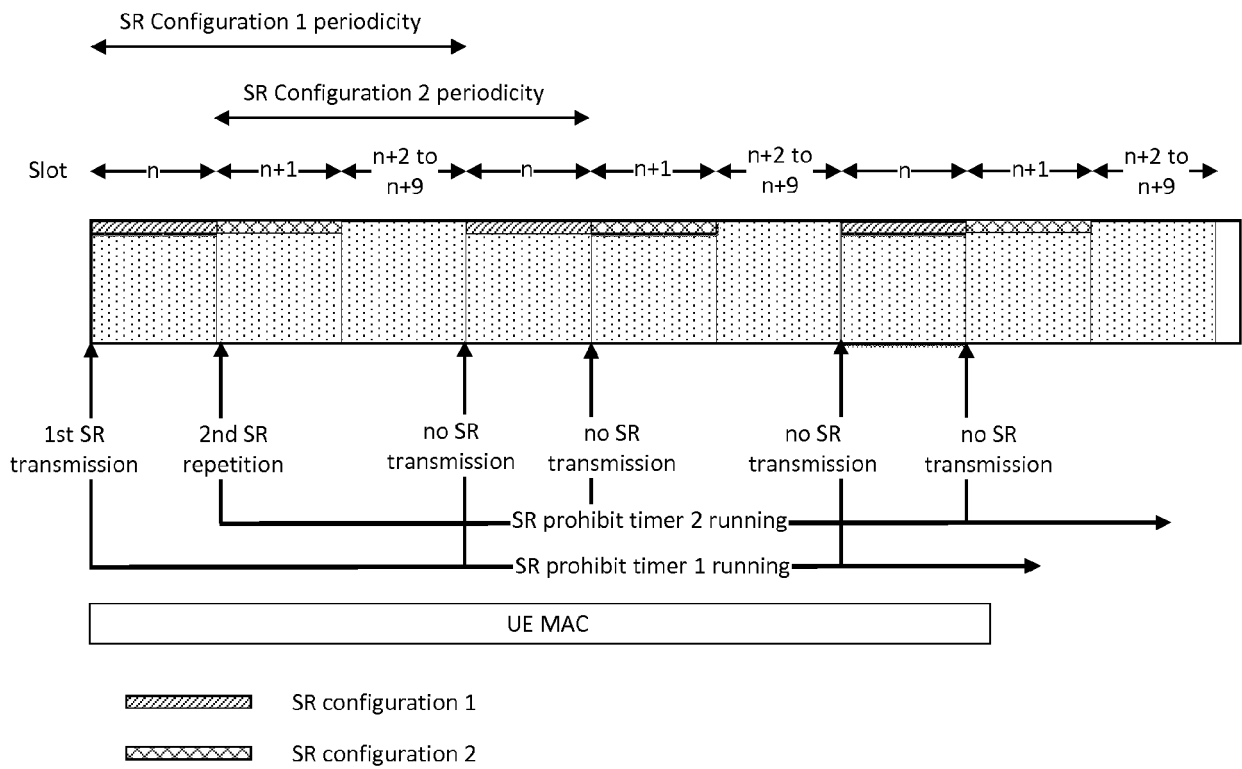 SR Configuration 1 periodicity
SR Configuration 2 periodicity
Slot
n
n+1
n+2 to
n+9
n
n+1
n+2 to
n+9
n
n+1
n+2 to
n+9
1st SR
transmission
2nd SR
repetition
no SR
transmission
no SR
transmission
no SR
transmission
no SR
transmission
SR prohibit timer 2 running
SR prohibit timer 1 running
UE MAC
SR configuration 1
SR configuration 2